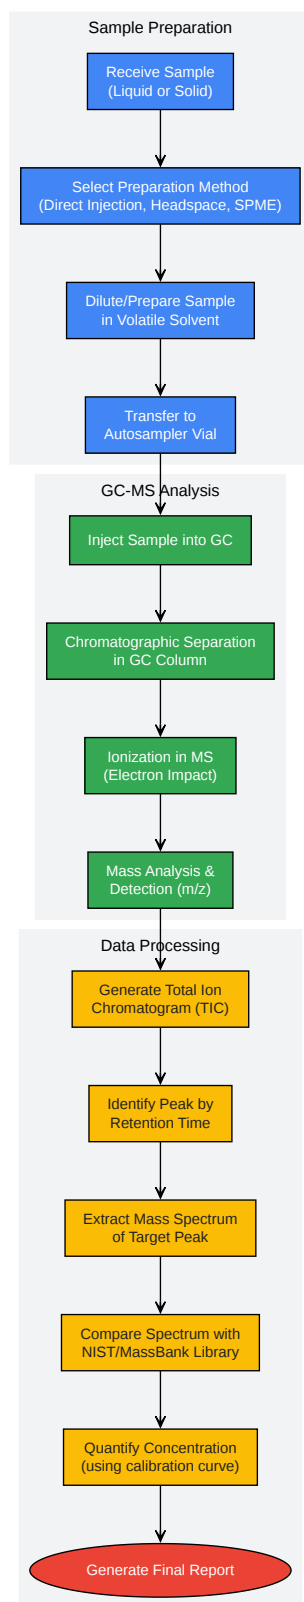 Sample Preparation
Receive Sample
(Liquid or Solid)
Select Preparation Method
(Direct Injection, Headspace, SPME)
Dilute/Prepare Sample
in Volatile Solvent
Transfer to
Autosampler Vial
GC-MS Analysis
Inject Sample into GC
Chromatographic Separation
in GC Column
Ionization in MS
(Electron Impact)
Mass Analysis &
Detection (m/z)
Data Processing
Generate Total Ion
Chromatogram (TIC)
Identify Peak by
Retention Time
Extract Mass Spectrum
of Target Peak
Compare Spectrum with
NIST/MassBank Library
Quantify Concentration
(using calibration curve)
Generate Final Report